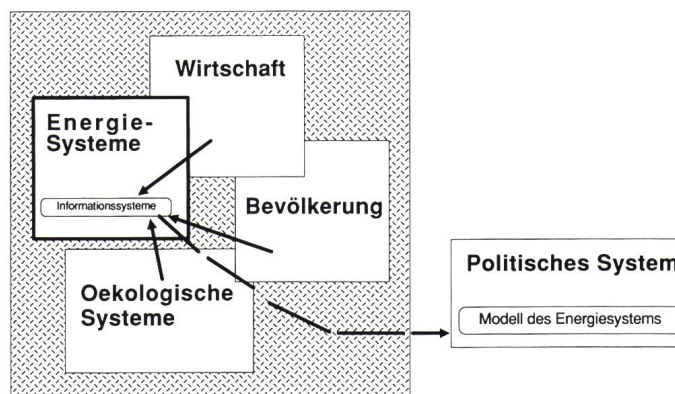 Wirtschaft
Energie-
Systeme
Informationssysteme
Bevölkerung
Oekologische
Systeme
Politisches System
Modell des Energiesystems